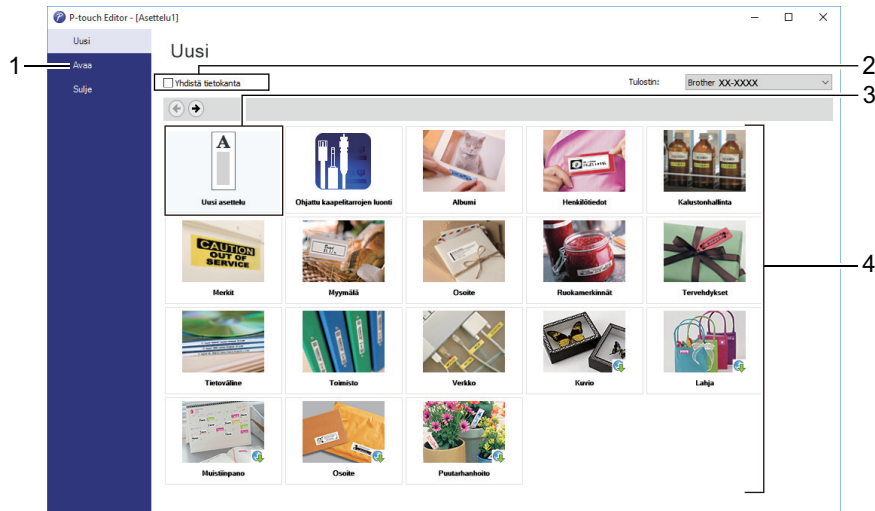 P-touch Editor - [Asettelu1]
Uusi
Avaa
Sulje
Uusi
Yhdistä tietokanta
Tulostin:
Brother XX-XXXX
1
2
3
4
A
Uusi asettelu
Ohjattu kaapelitarrojen luonti
Albumi
Henkilötiedot
Kalustonhallinta
CAUTION
OUT OF
SERVICE
Merkit
Myymälä
Osoite
Ruokamerkinnät
Tervehdykset
Tietoväline
Toimisto
Verkko
Kuvio
Lahja
Muistiinpano
Osoite
Puutarhanhoito